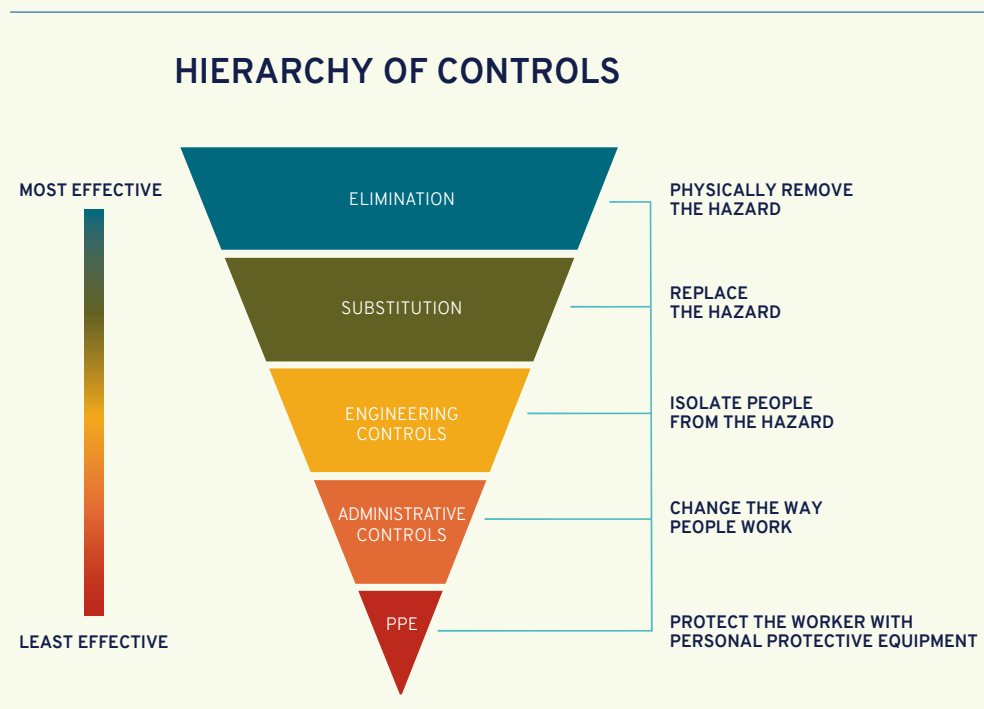 HIERARCHY OF CONTROLS
MOST EFFECTIVE
ELIMINATION
PHYSICALLY REMOVE
THE HAZARD
SUBSTITUTION
REPLACE
THE HAZARD
ENGINEERING
CONTROLS
ISOLATE PEOPLE
FROM THE HAZARD
ADMINISTRATIVE
CONTROLS
CHANGE THE WAY
PEOPLE WORK
PPE
PROTECT THE WORKER WITH
PERSONAL PROTECTIVE EQUIPMENT
LEAST EFFECTIVE